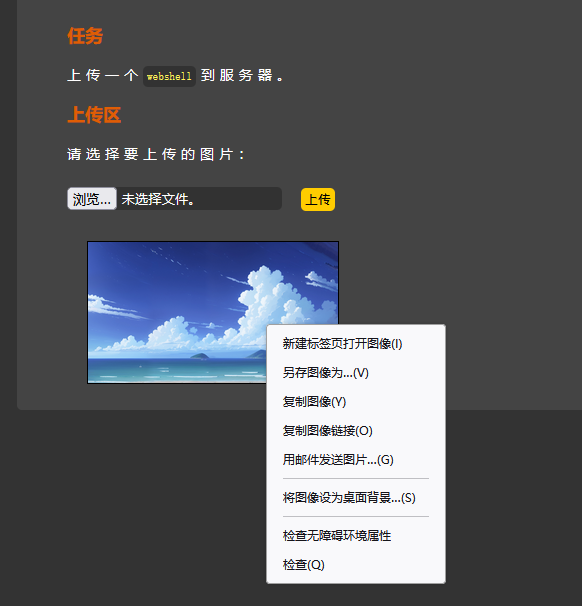 任务
上传一个 webshell 到服务器。
上传区
请选择要上传的图片：
浏览... 未选择文件。 上传
新建标签页打开图像(I)
另存图像为...(V)
复制图像(Y)
复制图像链接(O)
用邮件发送图片...(G)
将图像设为桌面背景...(S)
检查无障碍环境属性
检查(Q)